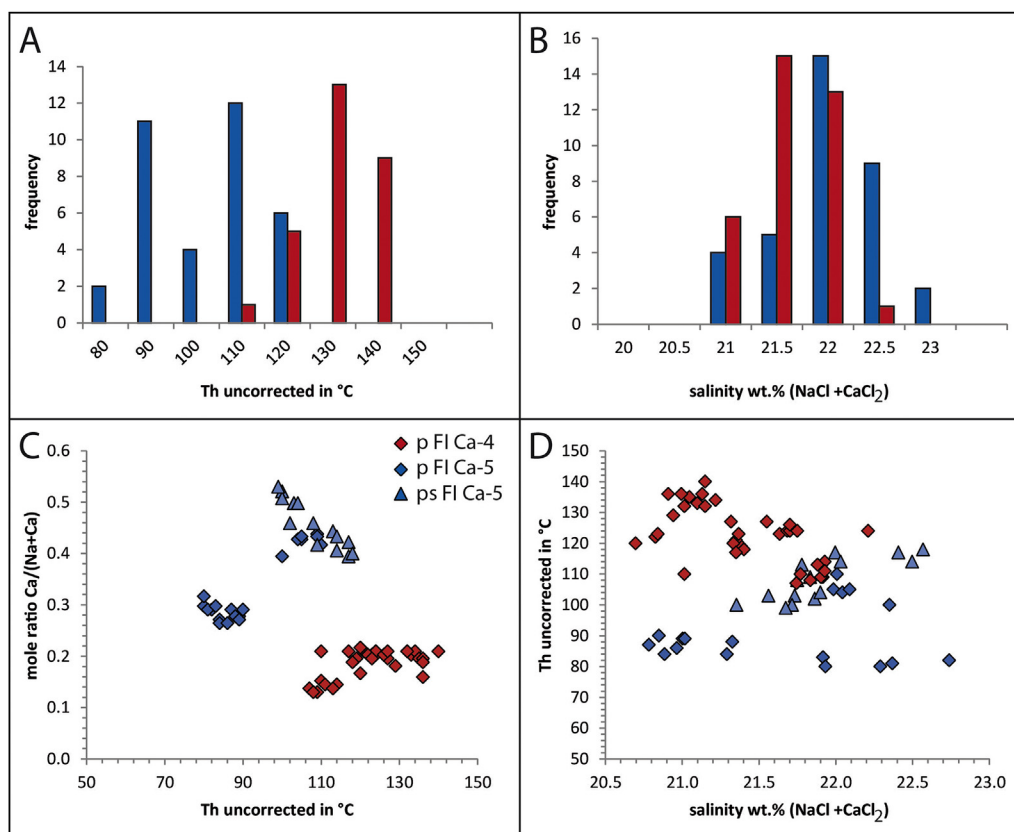 A
frequency
14
12
10
8
6
4
2
0
80
90
100
110
120
130
140
150
Th uncorrected in °C
B
frequency
16
14
12
10
8
6
4
2
0
20 20.5 21 21.5 22 22.5 23
salinity wt.% (NaCl +CaCl2)
C
mole ratio Ca/(Na+Ca)
0.6
0.5
0.4
0.3
0.2
0.1
0.0
50 70 90 110 130 150
Th uncorrected in °C
p FI Ca-4
p FI Ca-5
ps FI Ca-5
D
Th uncorrected in °C
150
140
130
120
110
100
90
80
70
60
50
20.5 21.0 21.5 22.0 22.5 23.0
salinity wt.% (NaCl +CaCl2)